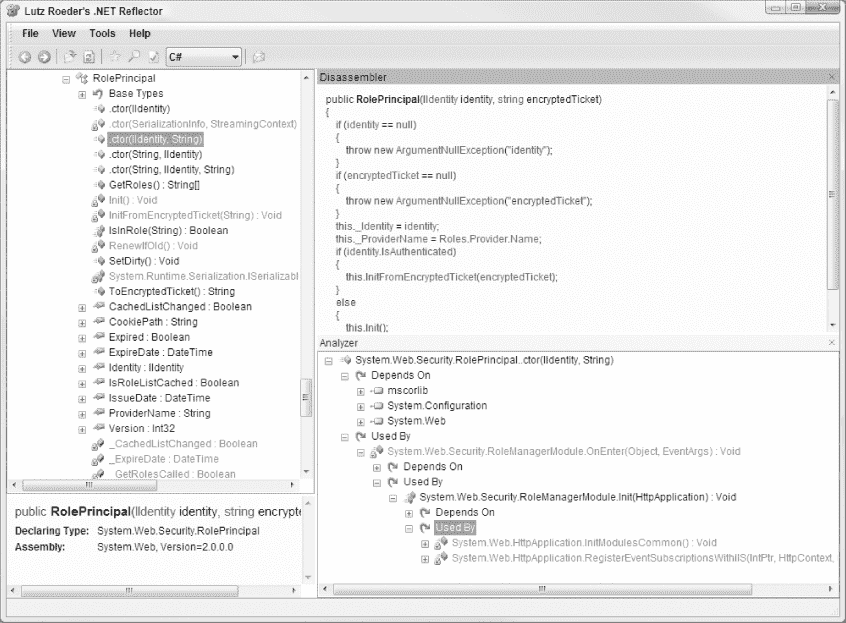 Lutz Roeder's .NET Reflector
File View Tools Help
C#
RolePrincipal
Base Types
.ctor(IIdentity)
.ctor(SerializationInfo, StreamingContext)
.ctor(IIdentity, String)
.ctor(String, IIdentity)
.ctor(String, IIdentity, String)
GetRoles() : String[]
Init() : Void
InitFromEncryptedTicket(String) : Void
IsInRole(String) : Boolean
RenewIfOld() : Void
SetDirty() : Void
System.Runtime.Serialization.ISerializabl
ToEncryptedTicket() : String
CachedListChanged : Boolean
CookiePath : String
Expired : Boolean
ExpireDate : DateTime
Identity : IIdentity
IsRoleListCached : Boolean
IssueDate : DateTime
ProviderName : String
Version : Int32
_CachedListChanged : Boolean
_ExpireDate : DateTime
_GetRolesCalled : Boolean
public RolePrincipal(IIdentity identity, string encrypte
Declaring Type: System.Web.Security.RolePrincipal
Assembly: System.Web, Version=2.0.0.0
Disassembler
public RolePrincipal(IIdentity identity, string encryptedTicket)
{
if (identity == null)
{
throw new ArgumentNullException("identity");
}
if (encryptedTicket == null)
{
throw new ArgumentNullException("encryptedTicket");
}
this._Identity = identity;
this._ProviderName = Roles.Provider.Name;
if (identity.IsAuthenticated)
{
this.InitFromEncryptedTicket(encryptedTicket);
}
else
{
this.Init();
Analyzer
System.Web.Security.RolePrincipal..ctor(IIdentity, String)
Depends On
mscorlib
System.Configuration
System.Web
Used By
System.Web.Security.RoleManagerModule.OnEnter(Object, EventArgs) : Void
Depends On
Used By
System.Web.Security.RoleManagerModule.Init(HttpApplication) : Void
Depends On
Used By
System.Web.HttpApplication.InitModulesCommon() : Void
System.Web.HttpApplication.RegisterEventSubscriptionsWithIIS(IntPtr, HttpContext,